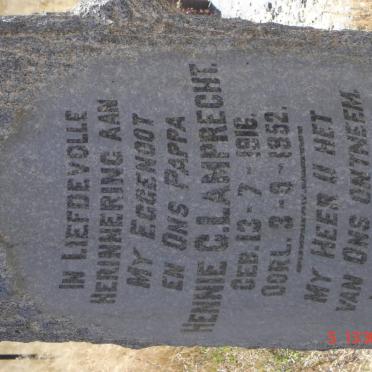 IN LIEFDEVOLLE
HERINNERING AAN
MY EGGENOOT
EN ONS PAPPA
HENNIE C. LAMPRECHT.
GEB. 13-7-1916.
OORL. 3-9-1952.
MY HEER U HET
VAN ONS ONTNEEM.